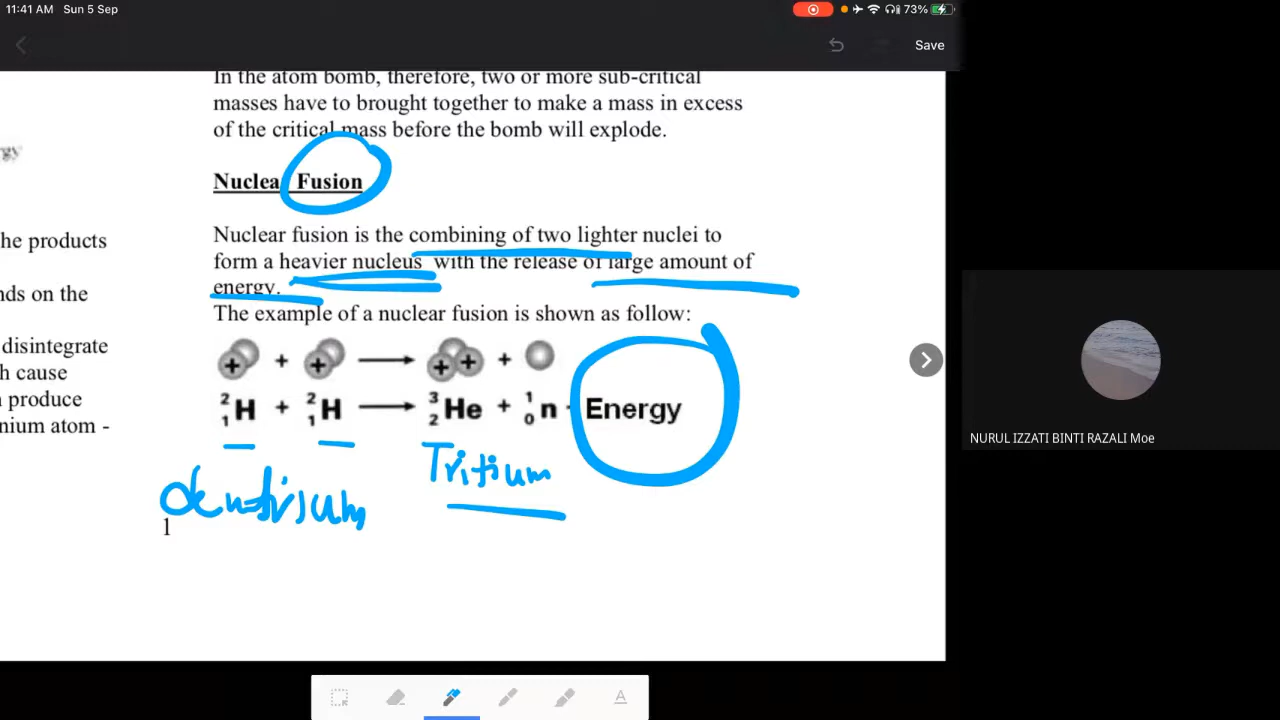 11:41 AM Sun 5 Sep
73%
Save
In the atom bomb, therefore, two or more sub-critical
masses have to brought together to make a mass in excess
of the critical mass before the bomb will explode.
gy
Nuclea Fusion
he products
nds on the
disintegrate
h cause
produce
nium atom -
Nuclear fusion is the combining of two lighter nuclei to
form a heavier nucleus with the release of large amount of
energy.
The example of a nuclear fusion is shown as follow:
+ + + → + + +
²₁H + ²₁H → ³₂He + ¹₀n Energy
Tritium
1
NURUL IZZATI BINTI RAZALI Moe
A